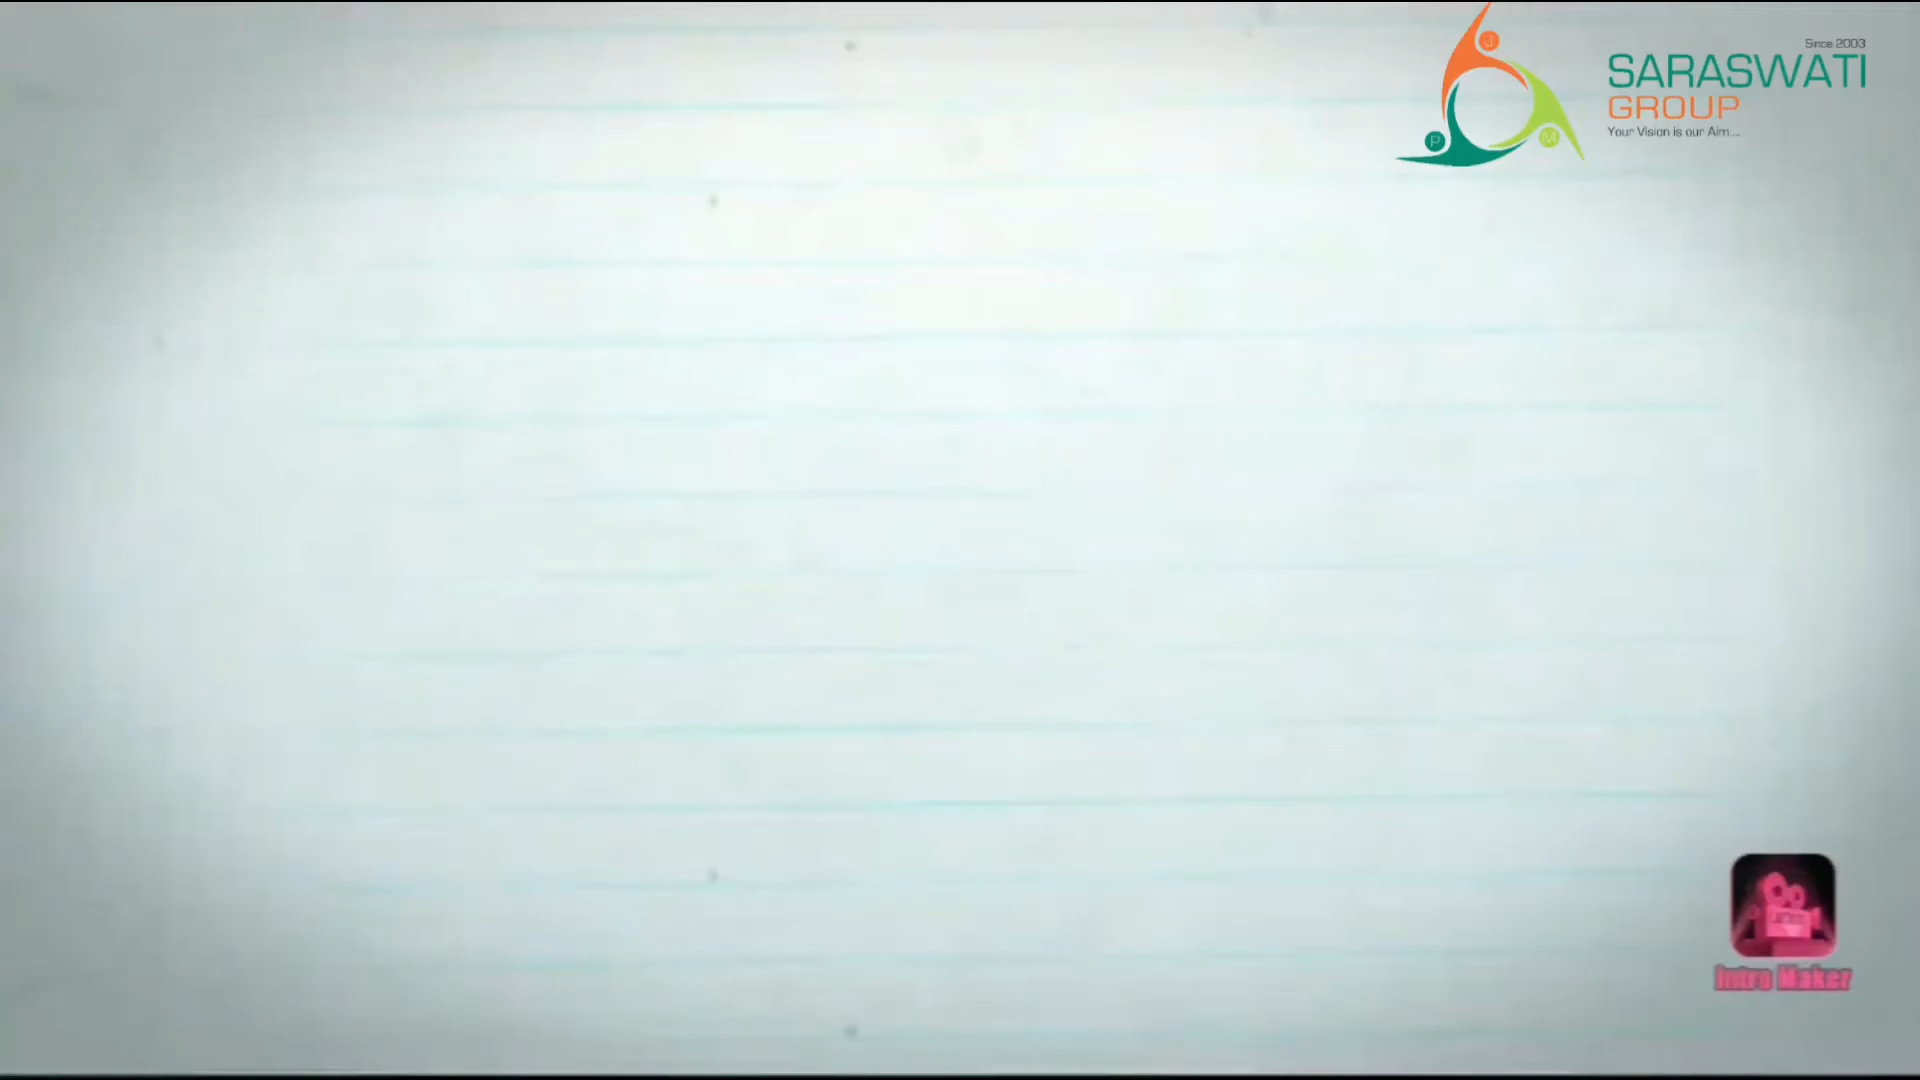 J
Since 2003
SARASWATI
GROUP
Your Vision is our Aim...
P
M
Intro Maker